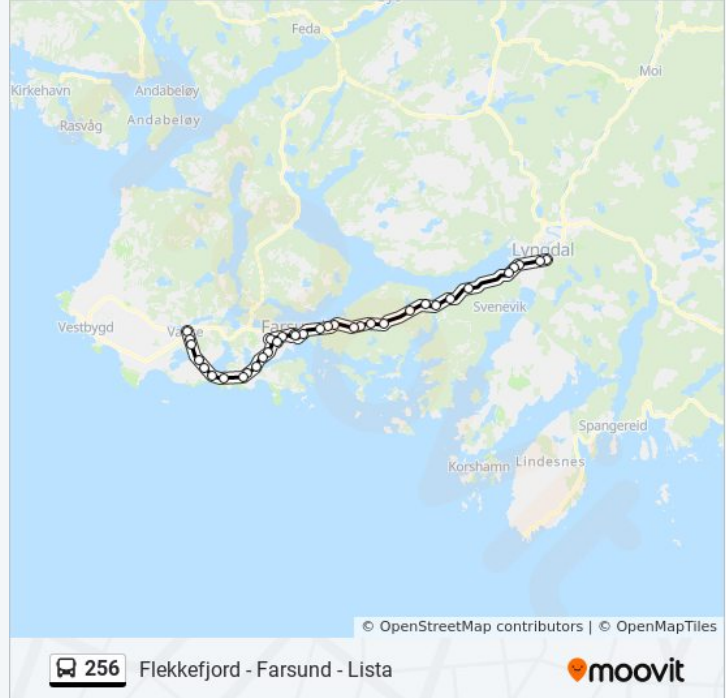 Feda
Moi
Kirkehavn
Andabeløy
Rasvåg
Andabeløy
Lyngdal
Svenevik
Vestbygd
Spangereid
Korshamn
Lindesnes
© OpenStreetMap contributors | © OpenMapTiles
256
Flekkefjord - Farsund - Lista
moovit